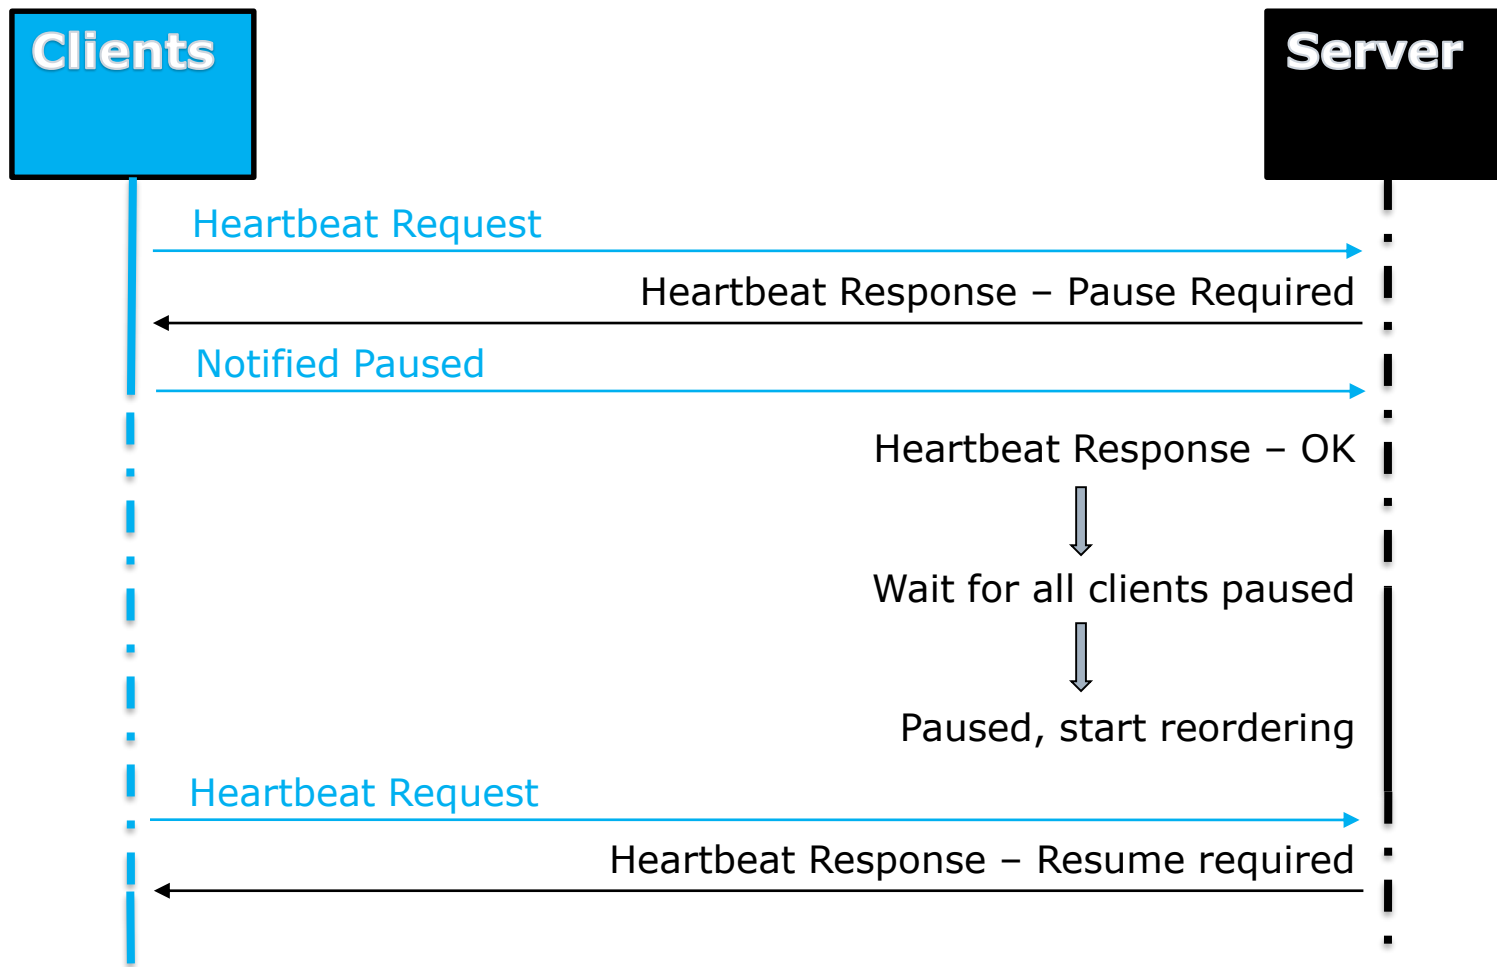 Clients
Server
Heartbeat Request
Heartbeat Response – Pause Required
Notified Paused
Heartbeat Response – OK
Wait for all clients paused
Paused, start reordering
Heartbeat Request
Heartbeat Response – Resume required